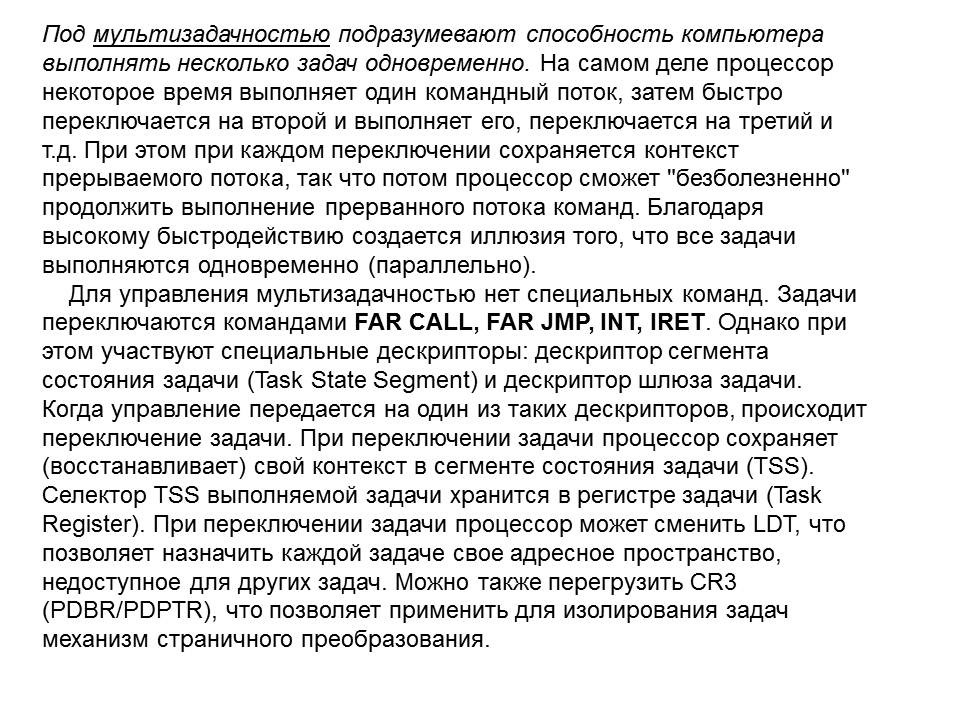 Под мультизадачностью подразумевают способность компьютера
выполнять несколько задач одновременно. На самом деле процессор
некоторое время выполняет один командный поток, затем быстро
переключается на второй и выполняет его, переключается на третий и
т.д. При этом при каждом переключении сохраняется контекст
прерываемого потока, так что потом процессор сможет "безболезненно"
продолжить выполнение прерванного потока команд. Благодаря
высокому быстродействию создается иллюзия того, что все задачи
выполняются одновременно (параллельно).
Для управления мультизадачностью нет специальных команд. Задачи
переключаются командами FAR CALL, FAR JMP, INT, IRET. Однако при
этом участвуют специальные дескрипторы: дескриптор сегмента
состояния задачи (Task State Segment) и дескриптор шлюза задачи.
Когда управление передается на один из таких дескрипторов, происходит
переключение задачи. При переключении задачи процессор сохраняет
(восстанавливает) свой контекст в сегменте состояния задачи (TSS).
Селектор TSS выполняемой задачи хранится в регистре задачи (Task
Register). При переключении задачи процессор может сменить LDT, что
позволяет назначить каждой задаче свое адресное пространство,
недоступное для других задач. Можно также перегрузить CR3
(PDBR/PDPTR), что позволяет применить для изолирования задач
механизм страничного преобразования.